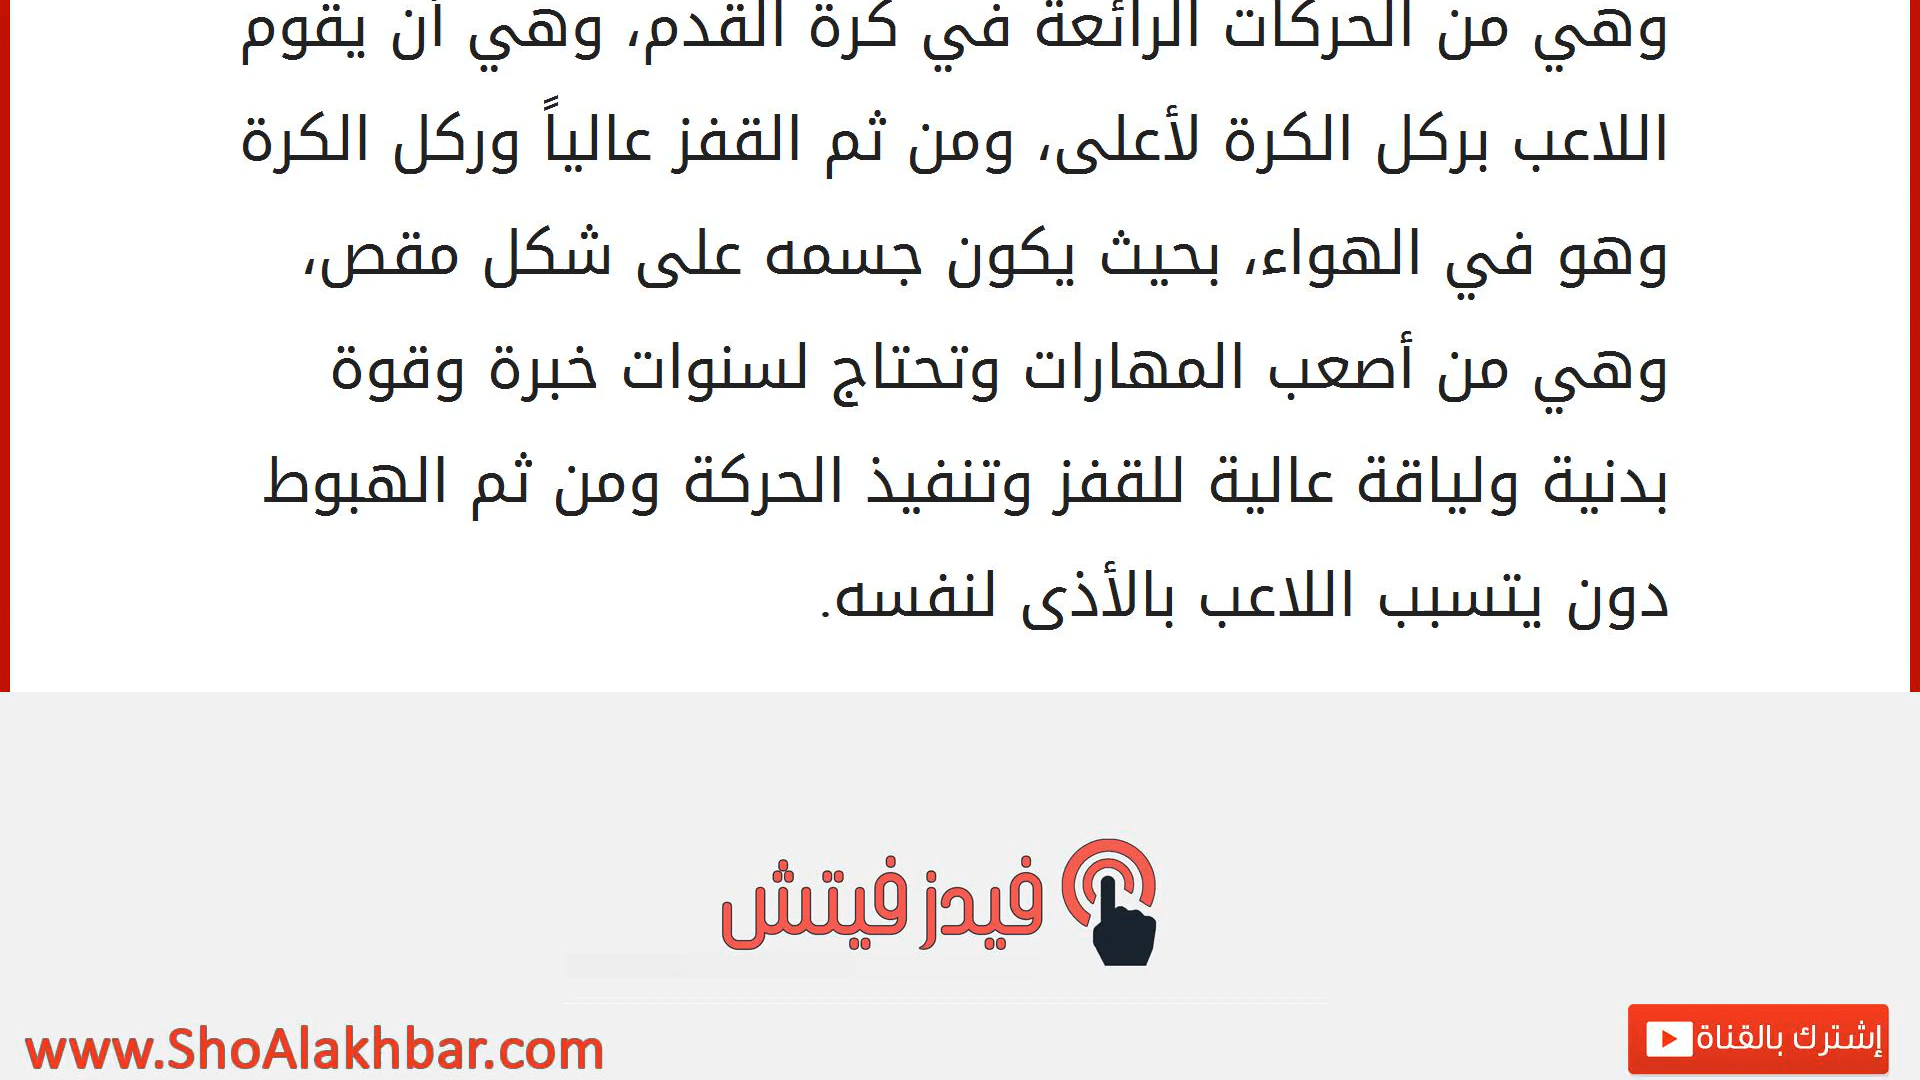 وهي من الحركات الرائعة في كرة القدم، وهي أن يقوم
اللاعب بركل الكرة لأعلى، ومن ثم القفز عالياً وركل الكرة
وهو في الهواء، بحيث يكون جسمه على شكل مقص،
وهي من أصعب المهارات وتحتاج لسنوات خبرة وقوة
بدنية ولياقة عالية للقفز وتنفيذ الحركة ومن ثم الهبوط
دون يتسبب اللاعب بالأذى لنفسه.
فيدز فيتش
www.ShoAlakhbar.com
إشترك بالقناة